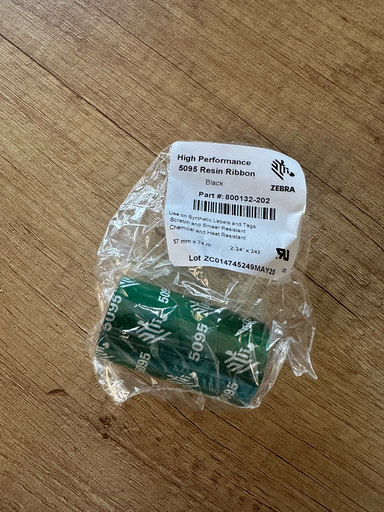 High Performance
5095 Resin Ribbon
Black
ZEBRA
Part #: 800132-202
Use on Synthetic Labels and Tags
Scratch and Smear Resistant
Chemical and Heat Resistant
57 mm x 74 m 2.24" x 243'
Lot ZC014745249MAY25
5095
5095
5095
5095